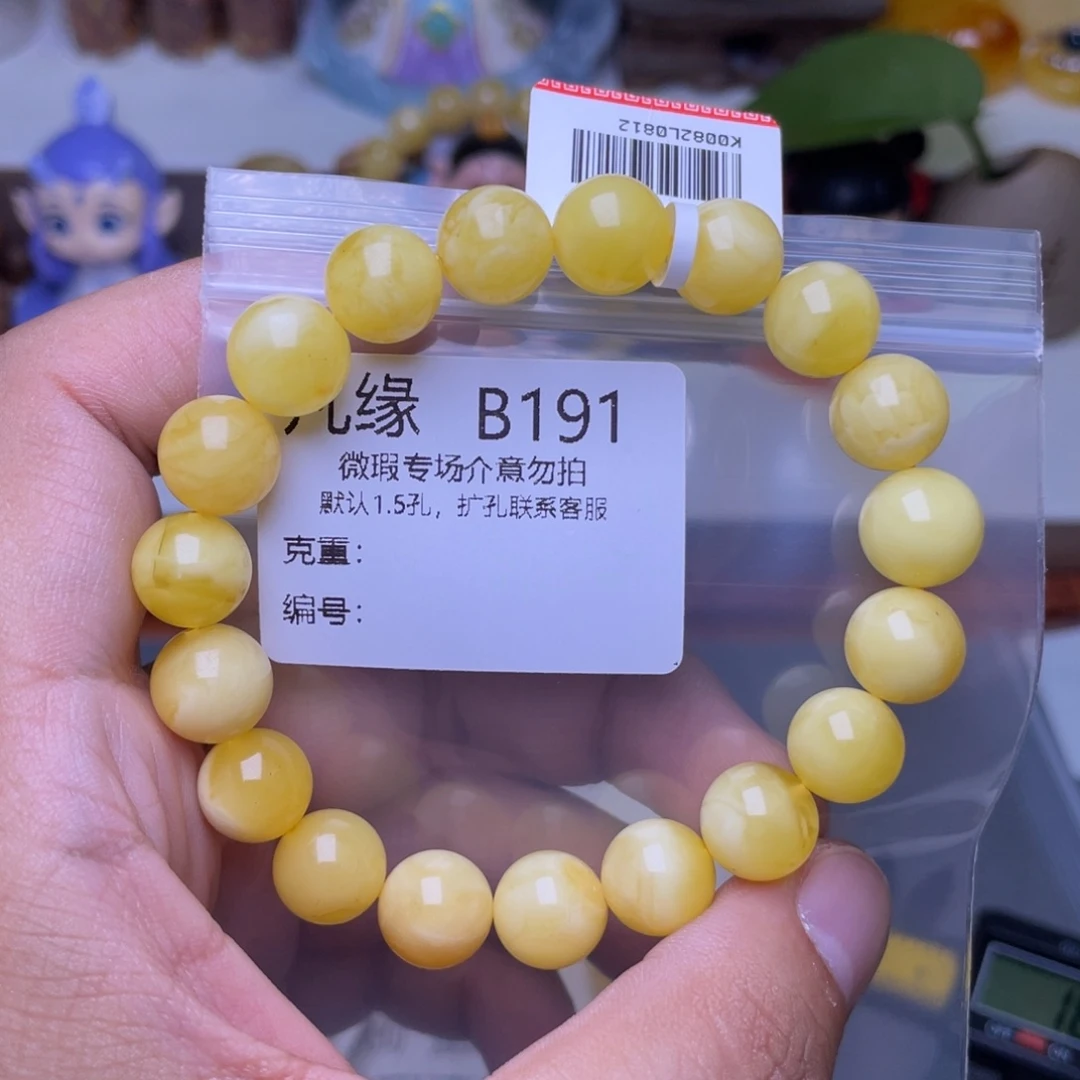 K0082L0812
缘 B191
微瑕专场介意勿拍
默认1.5孔，扩孔联系客服
克重：
编号：